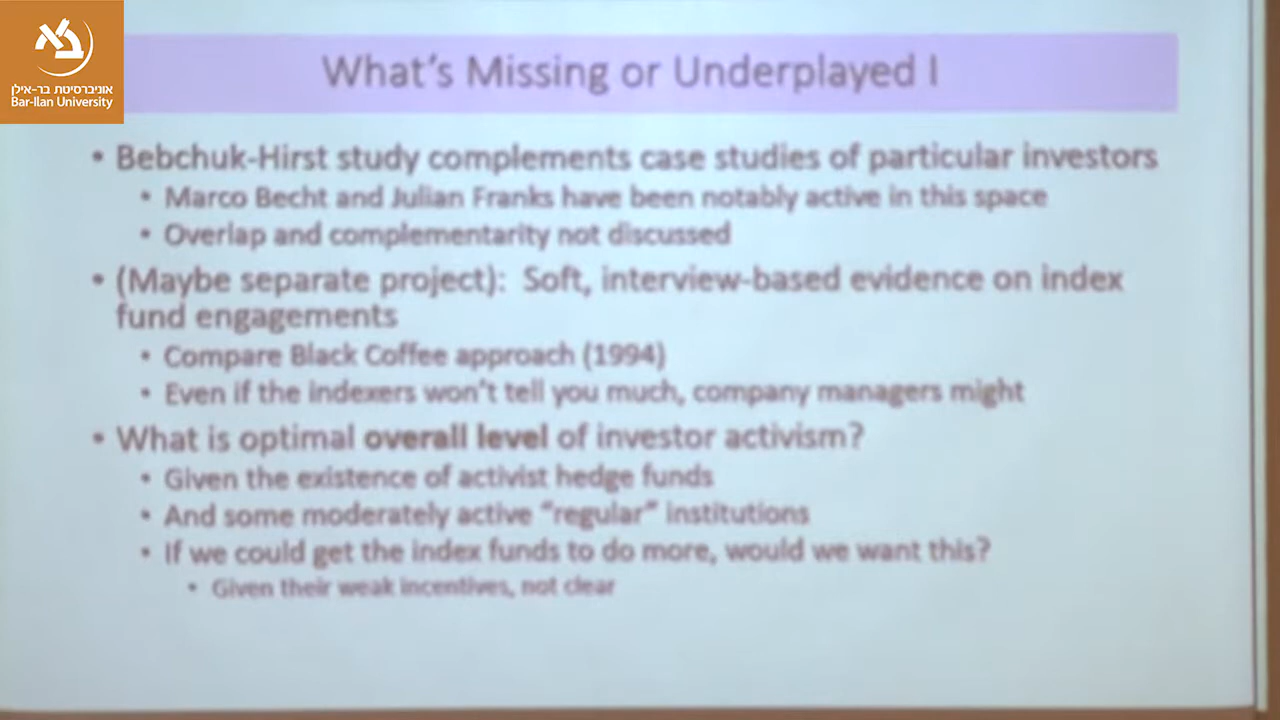 אוניברסיטת בר-אילן
Bar-Ilan University
What's Missing or Underplayed I
• Bebchuk-Hirst study complements case studies of particular investors
• Marco Becht and Julian Franks have been notably active in this space
• Overlap and complementarity not discussed
• (Maybe separate project): Soft, interview-based evidence on index
fund engagements
• Compare Black Coffee approach (1994)
• Even if the indexers won't tell you much, company managers might
• What is optimal overall level of investor activism?
• Given the existence of activist hedge funds
• And some moderately active "regular" institutions
• If we could get the index funds to do more, would we want this?
• Given their weak incentives, not clear